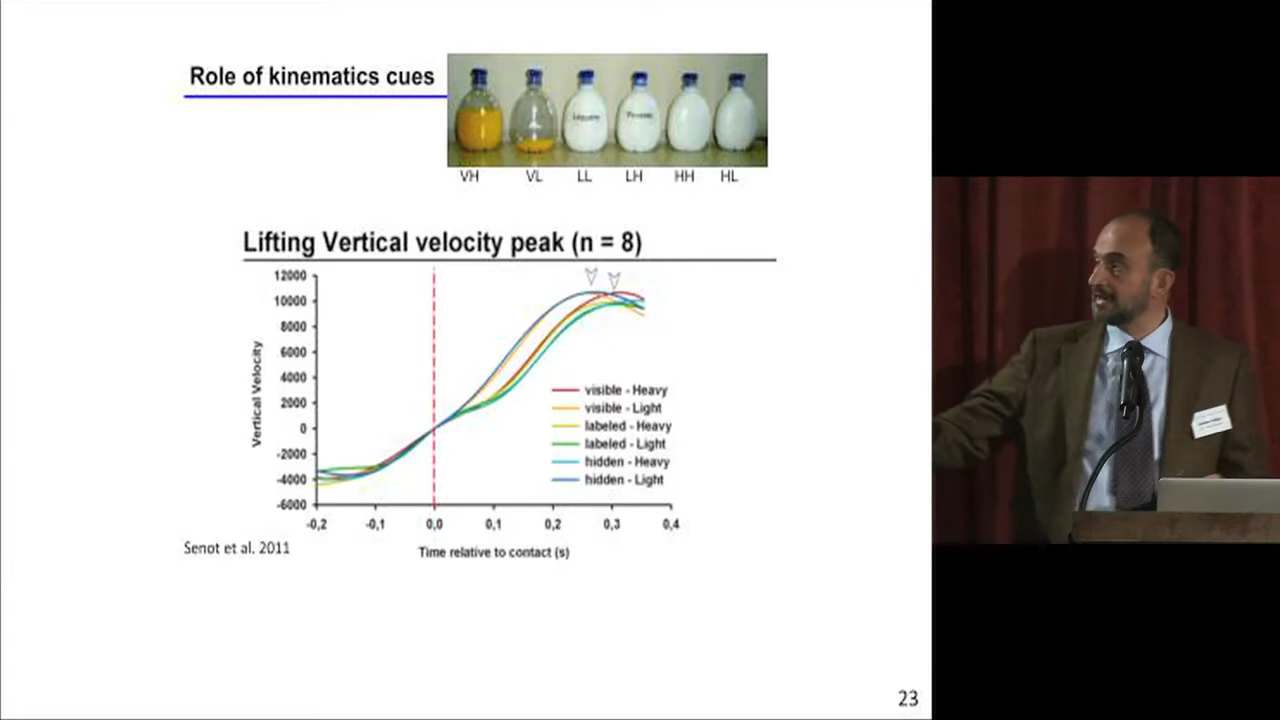 Role of kinematics cues
VH VL LL LH HH HL
Lifting Vertical velocity peak (n = 8)
12000
10000
8000
6000
4000
2000
0
-2000
-4000
-6000
Vertical Velocity
visible - Heavy
visible - Light
labeled - Heavy
labeled - Light
hidden - Heavy
hidden - Light
-0,2 -0,1 0,0 0,1 0,2 0,3 0,4
Time relative to contact (s)
Senot et al. 2011
23